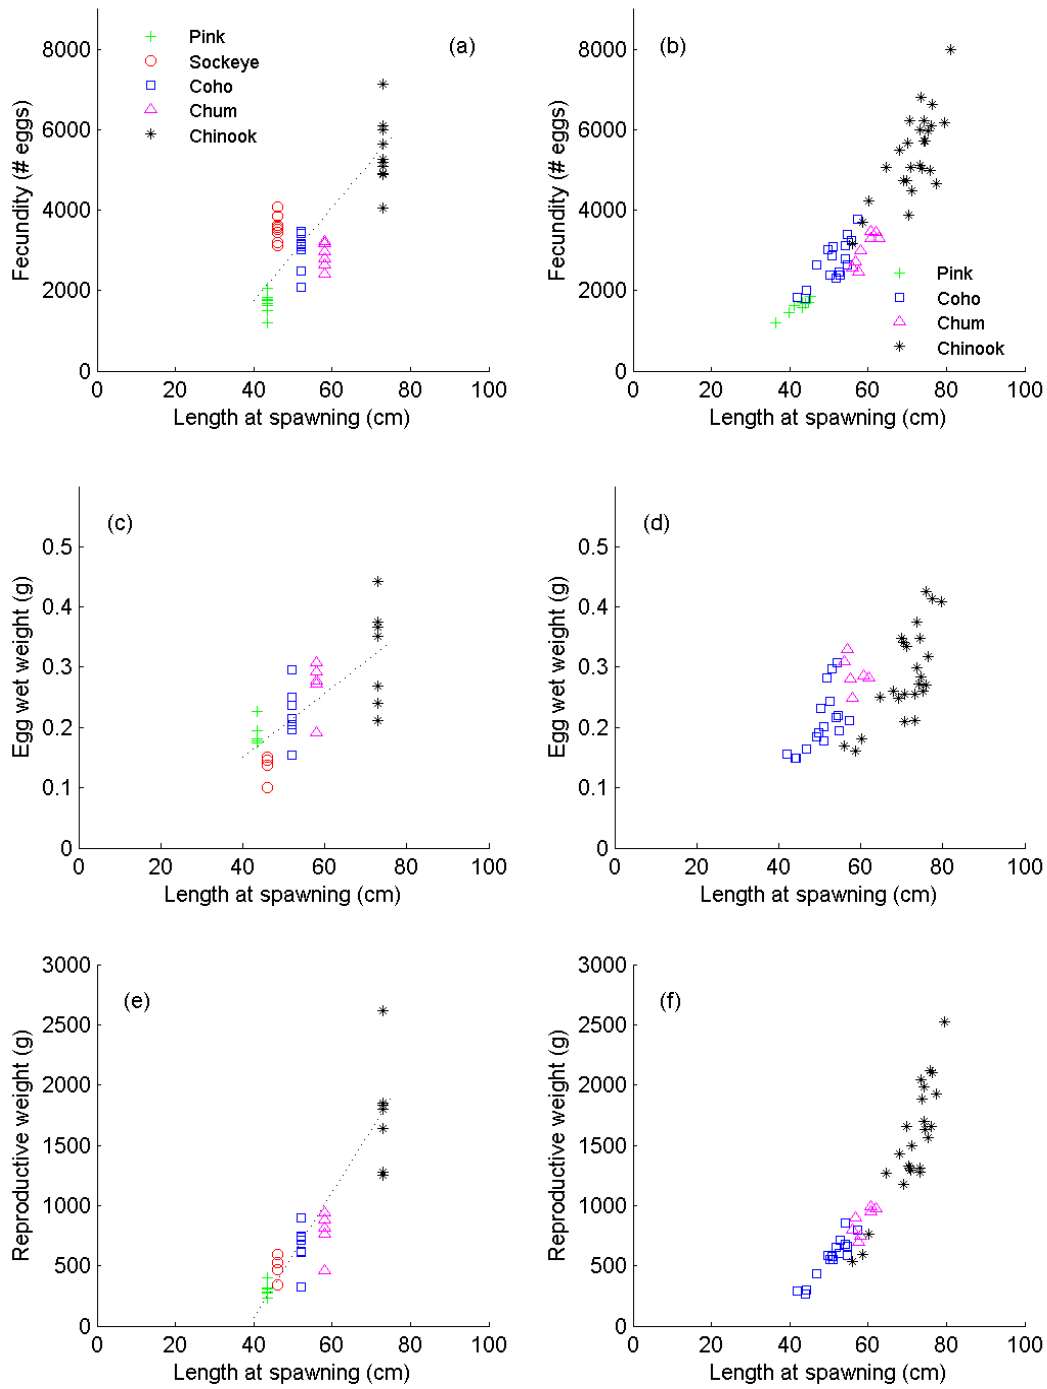 Pink
Sockeye
Coho
Chum
Chinook
(a)
8000
6000
4000
2000
0
Fecundity (# eggs)
0 20 40 60 80 100
Length at spawning (cm)
(b)
8000
6000
4000
2000
0
Fecundity (# eggs)
Pink
Coho
Chum
Chinook
0 20 40 60 80 100
Length at spawning (cm)
(c)
0.5
0.4
0.3
0.2
0.1
0
Egg wet weight (g)
0 20 40 60 80 100
Length at spawning (cm)
(d)
0.5
0.4
0.3
0.2
0.1
0
Egg wet weight (g)
0 20 40 60 80 100
Length at spawning (cm)
(e)
3000
2500
2000
1500
1000
500
0
Reproductive weight (g)
0 20 40 60 80 100
Length at spawning (cm)
(f)
3000
2500
2000
1500
1000
500
0
Reproductive weight (g)
0 20 40 60 80 100
Length at spawning (cm)